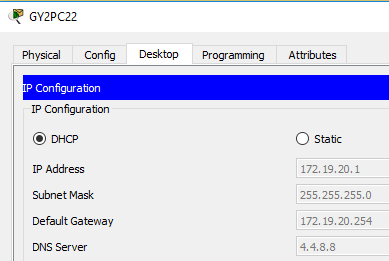 GY2PC22
Physical Config Desktop Programming Attributes
IP Configuration
IP Configuration
DHCP Static
IP Address 172.19.20.1
Subnet Mask 255.255.255.0
Default Gateway 172.19.20.254
DNS Server 4.4.8.8